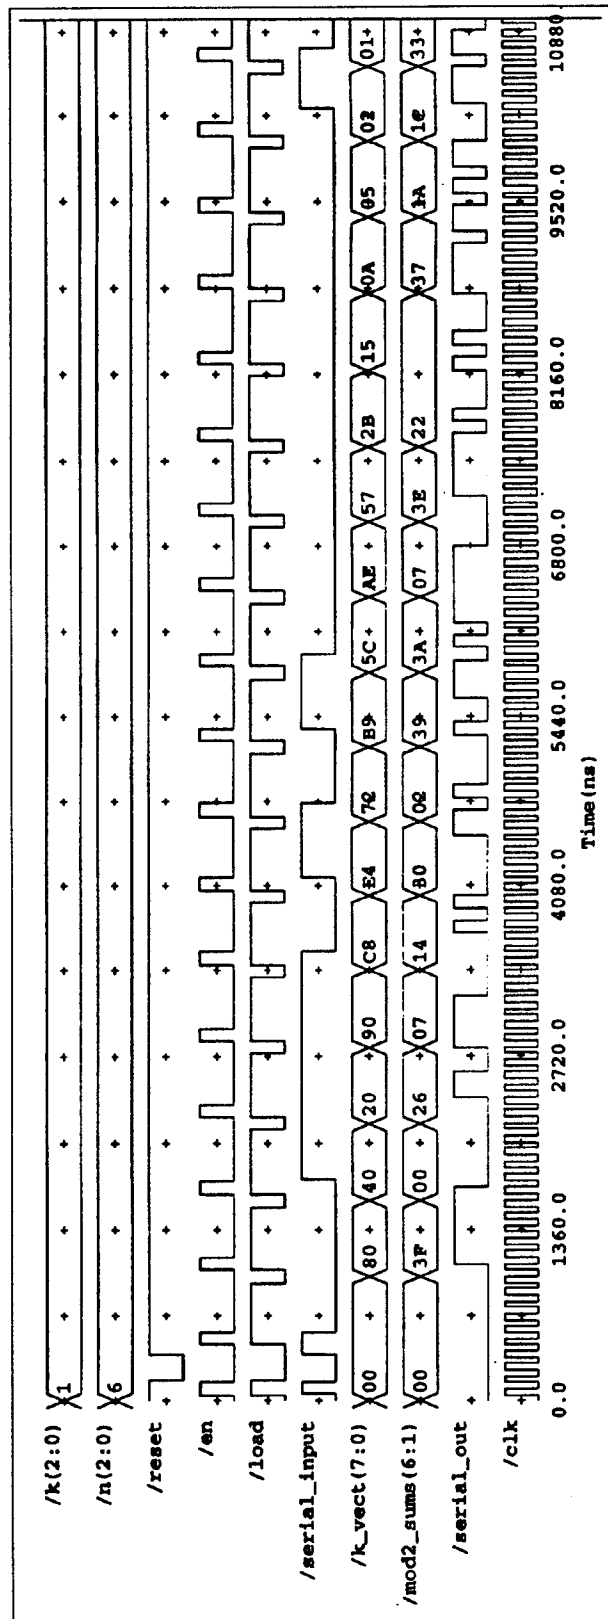 /k(2:0) 1
/n(2:0) 6
/reset
/en
/load
/serial_input
/k_vect(7:0) 00 80 40 20 90 C8 E4 72 B9 5C AE 57 2B 15 0A 05 02 01
/mod2_sums(6:1) 00 3F 00 26 07 14 30 02 39 3A 07 3E 22 37 1A 33
/serial_out
/clk
0.0 1360.0 2720.0 4080.0 5440.0 6800.0 8160.0 9520.0 10880.
Time(ns)